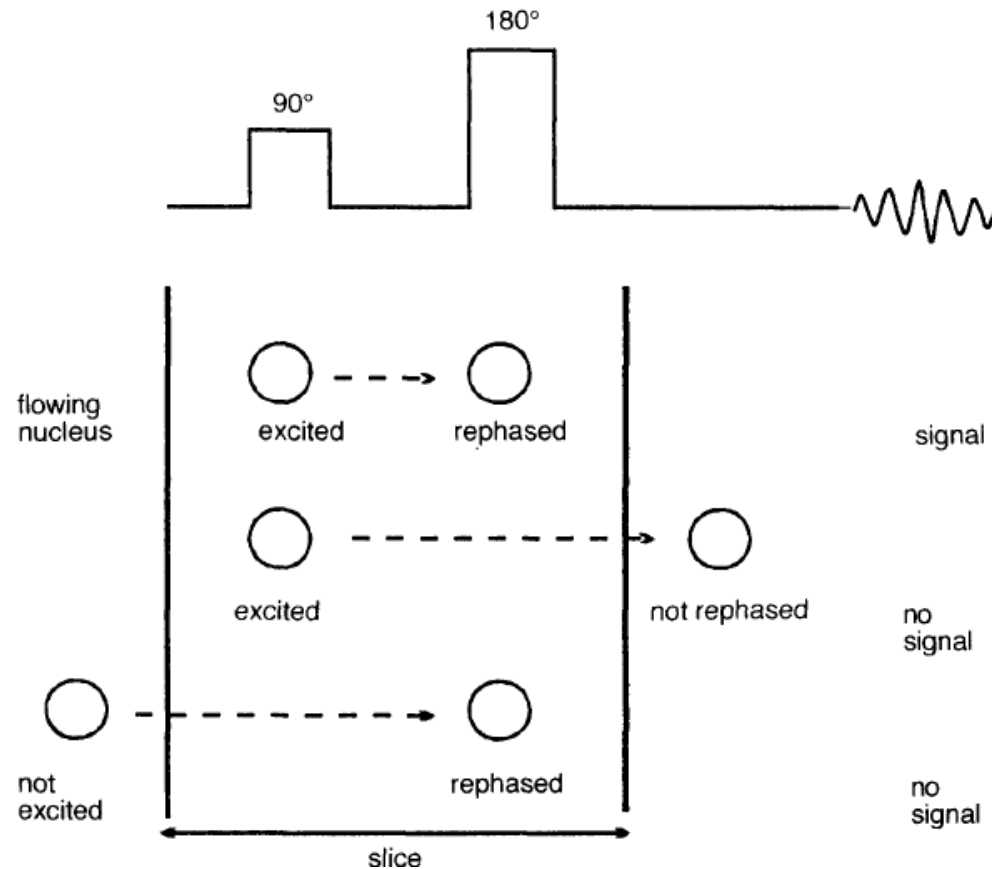 180°
90°
flowing
nucleus
excited
rephased
signal
excited
not rephased
no
signal
not
excited
rephased
no
signal
slice